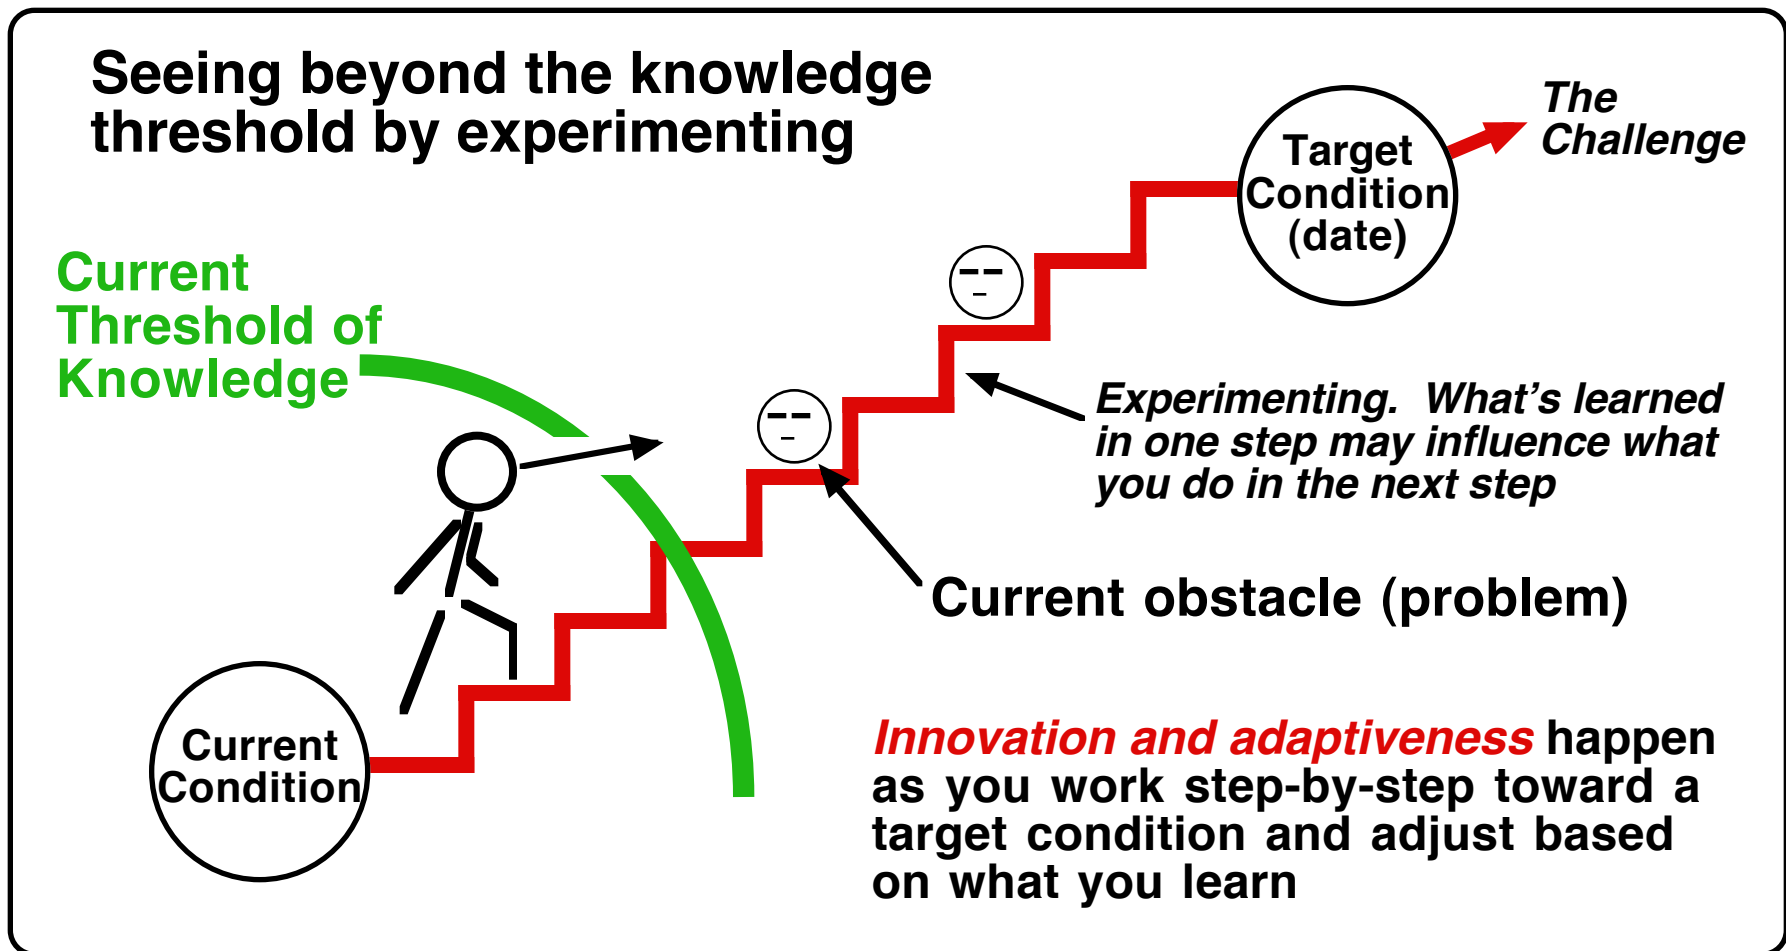 Seeing beyond the knowledge
threshold by experimenting
The
Challenge
Target
Condition
(date)
Current
Threshold of
Knowledge
Experimenting.  What's learned
in one step may influence what
you do in the next step
Current obstacle (problem)
Current
Condition
Innovation and adaptiveness happen
as you work step-by-step toward a
target condition and adjust based
on what you learn